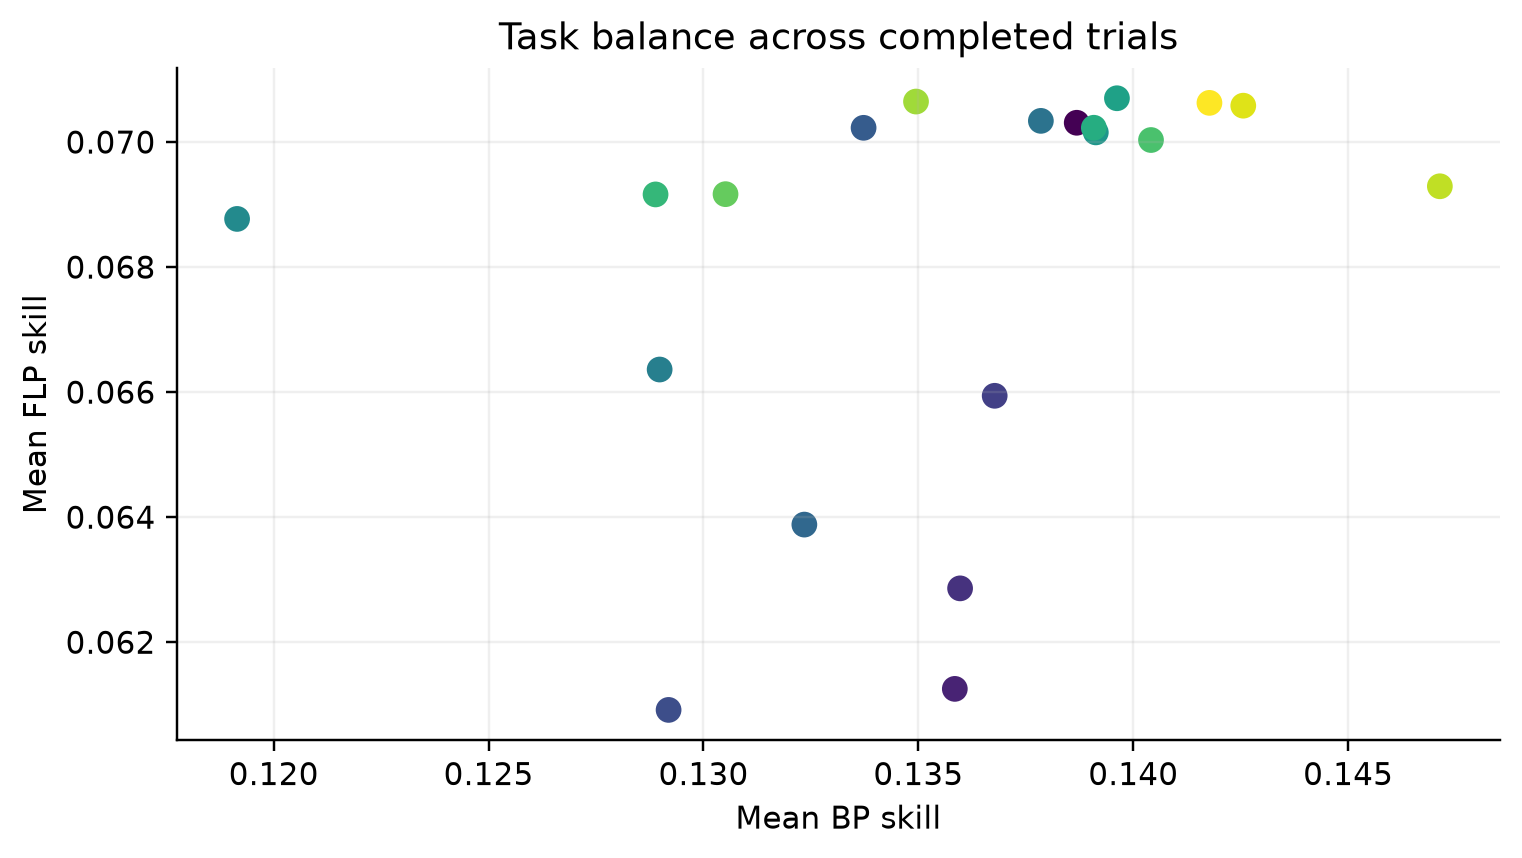 Task balance across completed trials
0.070
0.068
0.066
0.064
0.062
Mean FLP skill
0.120 0.125 0.130 0.135 0.140 0.145
Mean BP skill